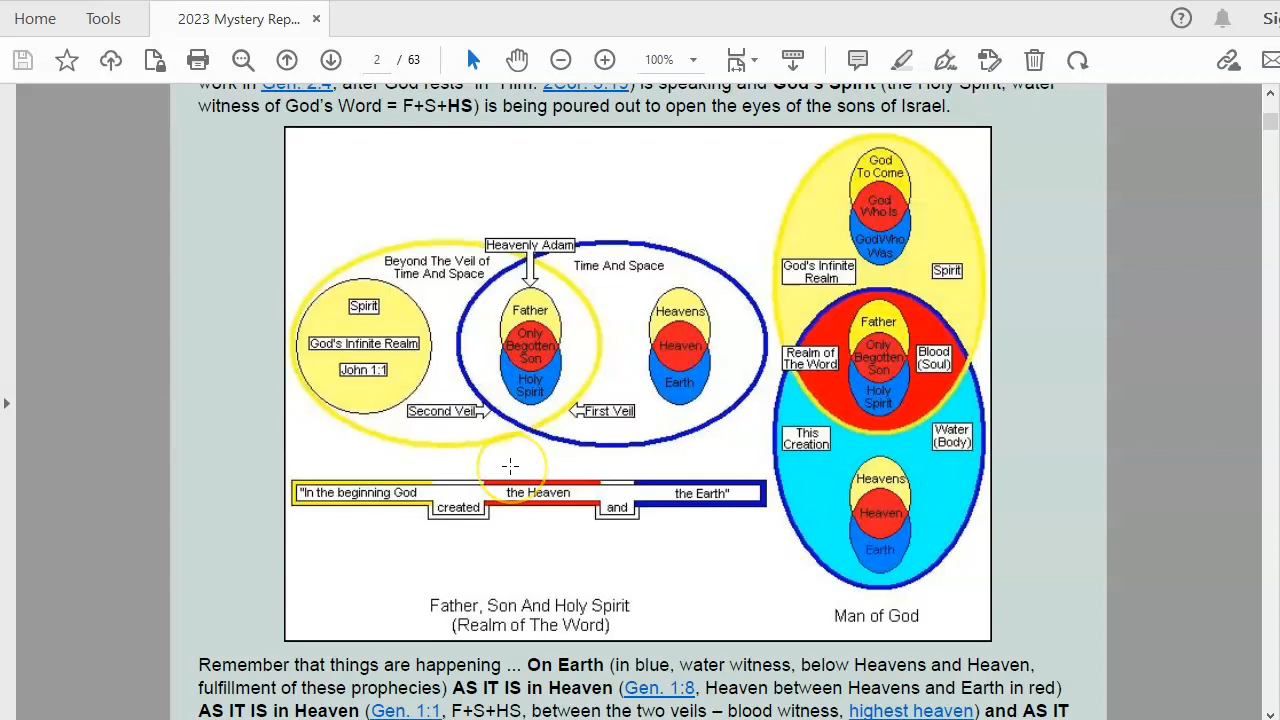 Home
Tools
2023 Mystery Rep...
×
?
2 / 63
100%
work in Gen. 2:4, after God rests "in" Him. 2Cor. 5:19) is speaking and God's Spirit (the Holy Spirit, water
witness of God's Word = F+S+HS) is being poured out to open the eyes of the sons of Israel.
Heavenly Adam
Beyond The Veil of
Time And Space
Time And Space
Spirit
God's Infinite Realm
John 1:1
Father
Only
Begotten
Son
Holy
Spirit
Heavens
Heaven
Earth
Second Veil
First Veil
"In the beginning God
created
the Heaven
and
the Earth"
Father, Son And Holy Spirit
(Realm of The Word)
God
To Come
God
Who Is
God Who
Was
God's Infinite
Realm
Spirit
Father
Only
Begotten
Son
Holy
Spirit
Realm of
The Word
Blood
(Soul)
This
Creation
Water
(Body)
Heavens
Heaven
Earth
Man of God
Remember that things are happening ... On Earth (in blue, water witness, below Heavens and Heaven,
fulfillment of these prophecies) AS IT IS in Heaven (Gen. 1:8, Heaven between Heavens and Earth in red)
AS IT IS in Heaven (Gen. 1:1, F+S+HS, between the two veils – blood witness, highest heaven) and AS IT